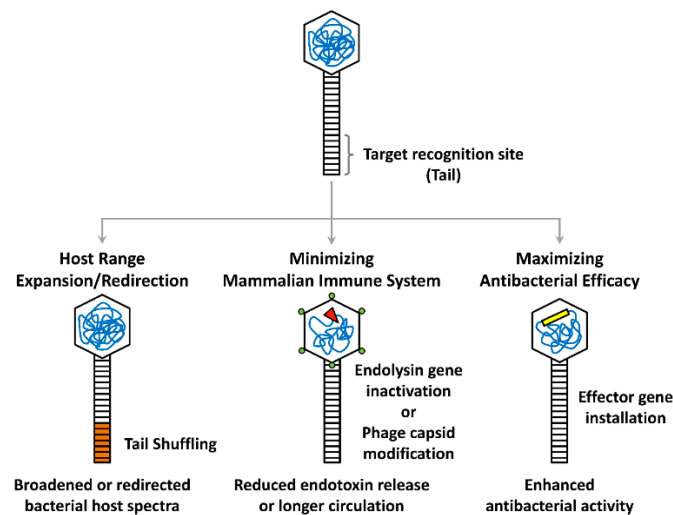 Target recognition site
(Tail)
Host Range
Expansion/Redirection
Tail Shuffling
Broadened or redirected
bacterial host spectra
Minimizing
Mammalian Immune System
Endolysin gene
inactivation
or
Phage capsid
modification
Reduced endotoxin release
or longer circulation
Maximizing
Antibacterial Efficacy
Effector gene
installation
Enhanced
antibacterial activity